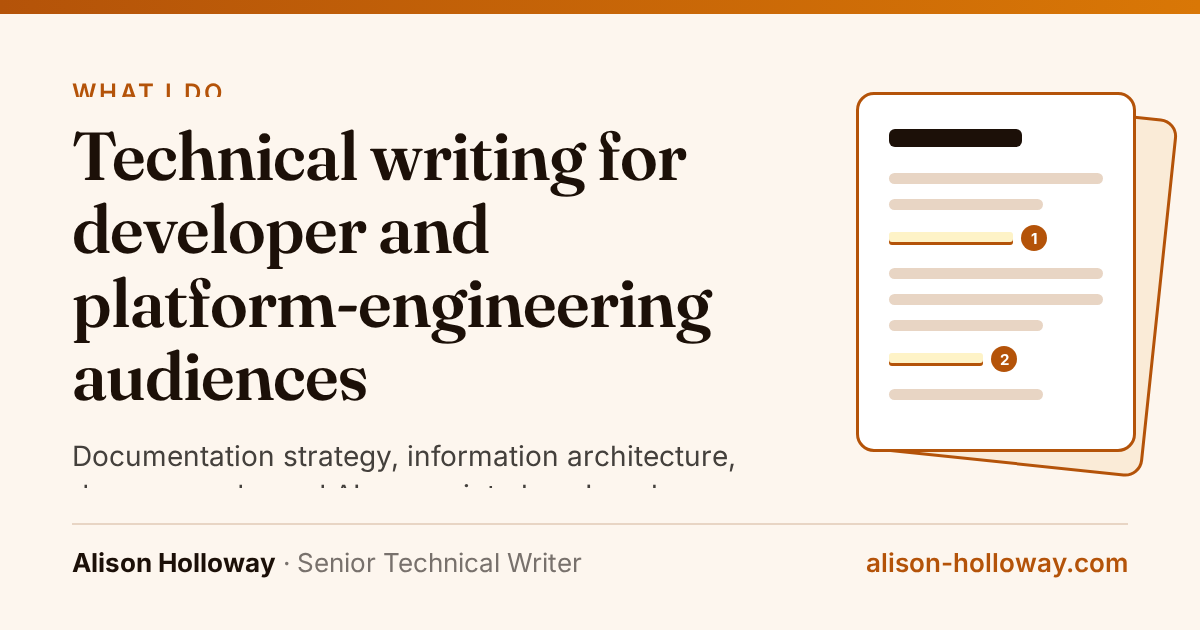 WHAT I DO
Technical writing for
developer and
platform-engineering
audiences
Documentation strategy, information architecture,
1
2
Alison Holloway · Senior Technical Writer
alison-holloway.com